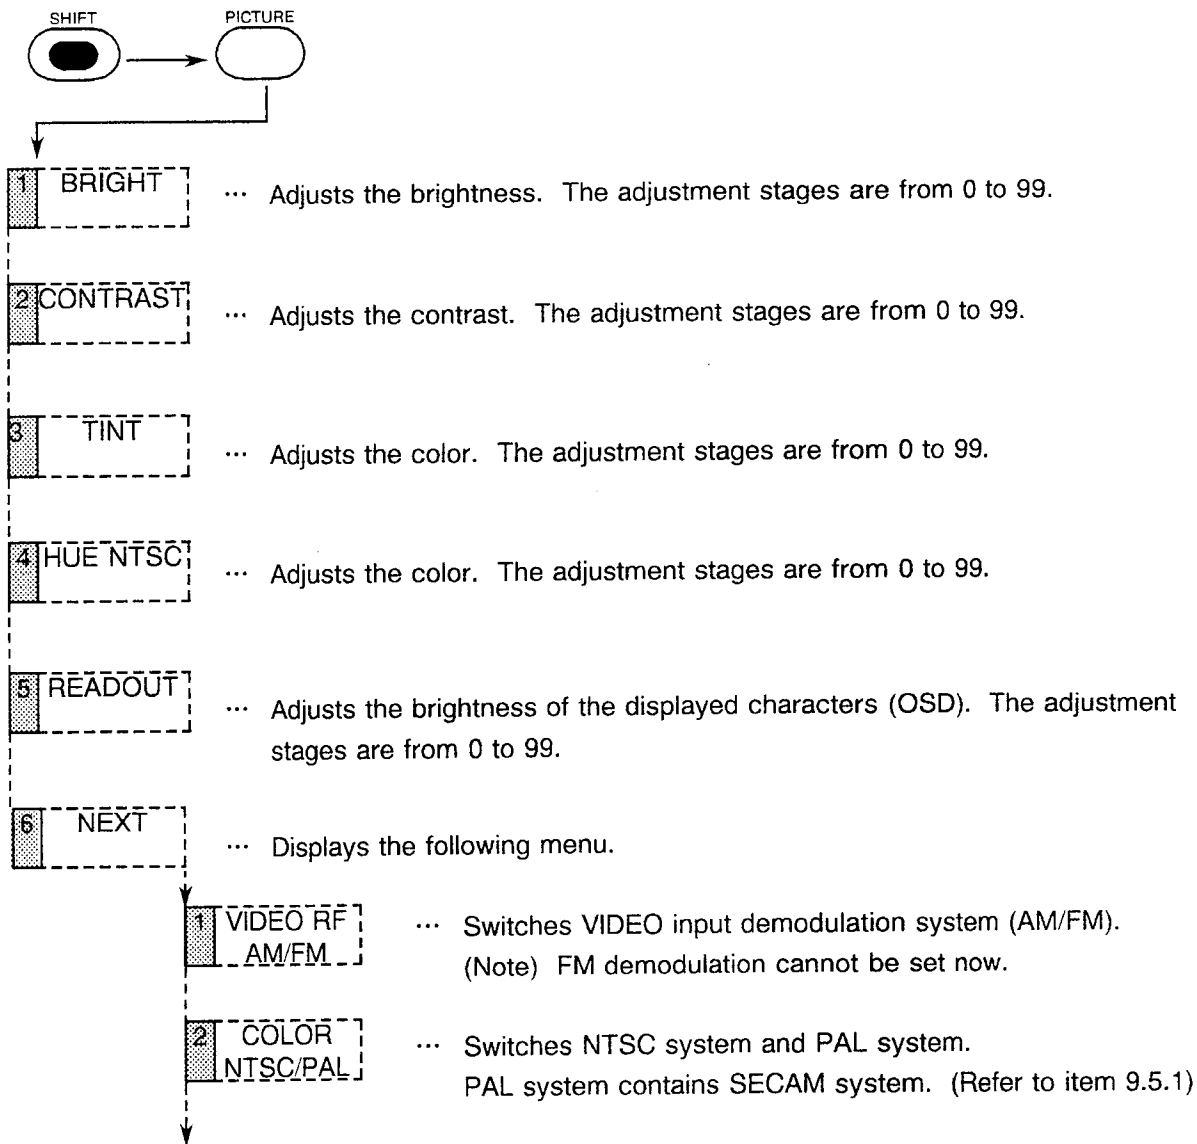 SHIFT PICTURE
1 BRIGHT ··· Adjusts the brightness. The adjustment stages are from 0 to 99.
2 CONTRAST ··· Adjusts the contrast. The adjustment stages are from 0 to 99.
3 TINT ··· Adjusts the color. The adjustment stages are from 0 to 99.
4 HUE NTSC ··· Adjusts the color. The adjustment stages are from 0 to 99.
5 READOUT ··· Adjusts the brightness of the displayed characters (OSD). The adjustment
stages are from 0 to 99.
6 NEXT ··· Displays the following menu.
1 VIDEO RF ··· Switches VIDEO input demodulation system (AM/FM).
AM/FM (Note) FM demodulation cannot be set now.
2 COLOR ··· Switches NTSC system and PAL system.
NTSC/PAL PAL system contains SECAM system. (Refer to item 9.5.1)